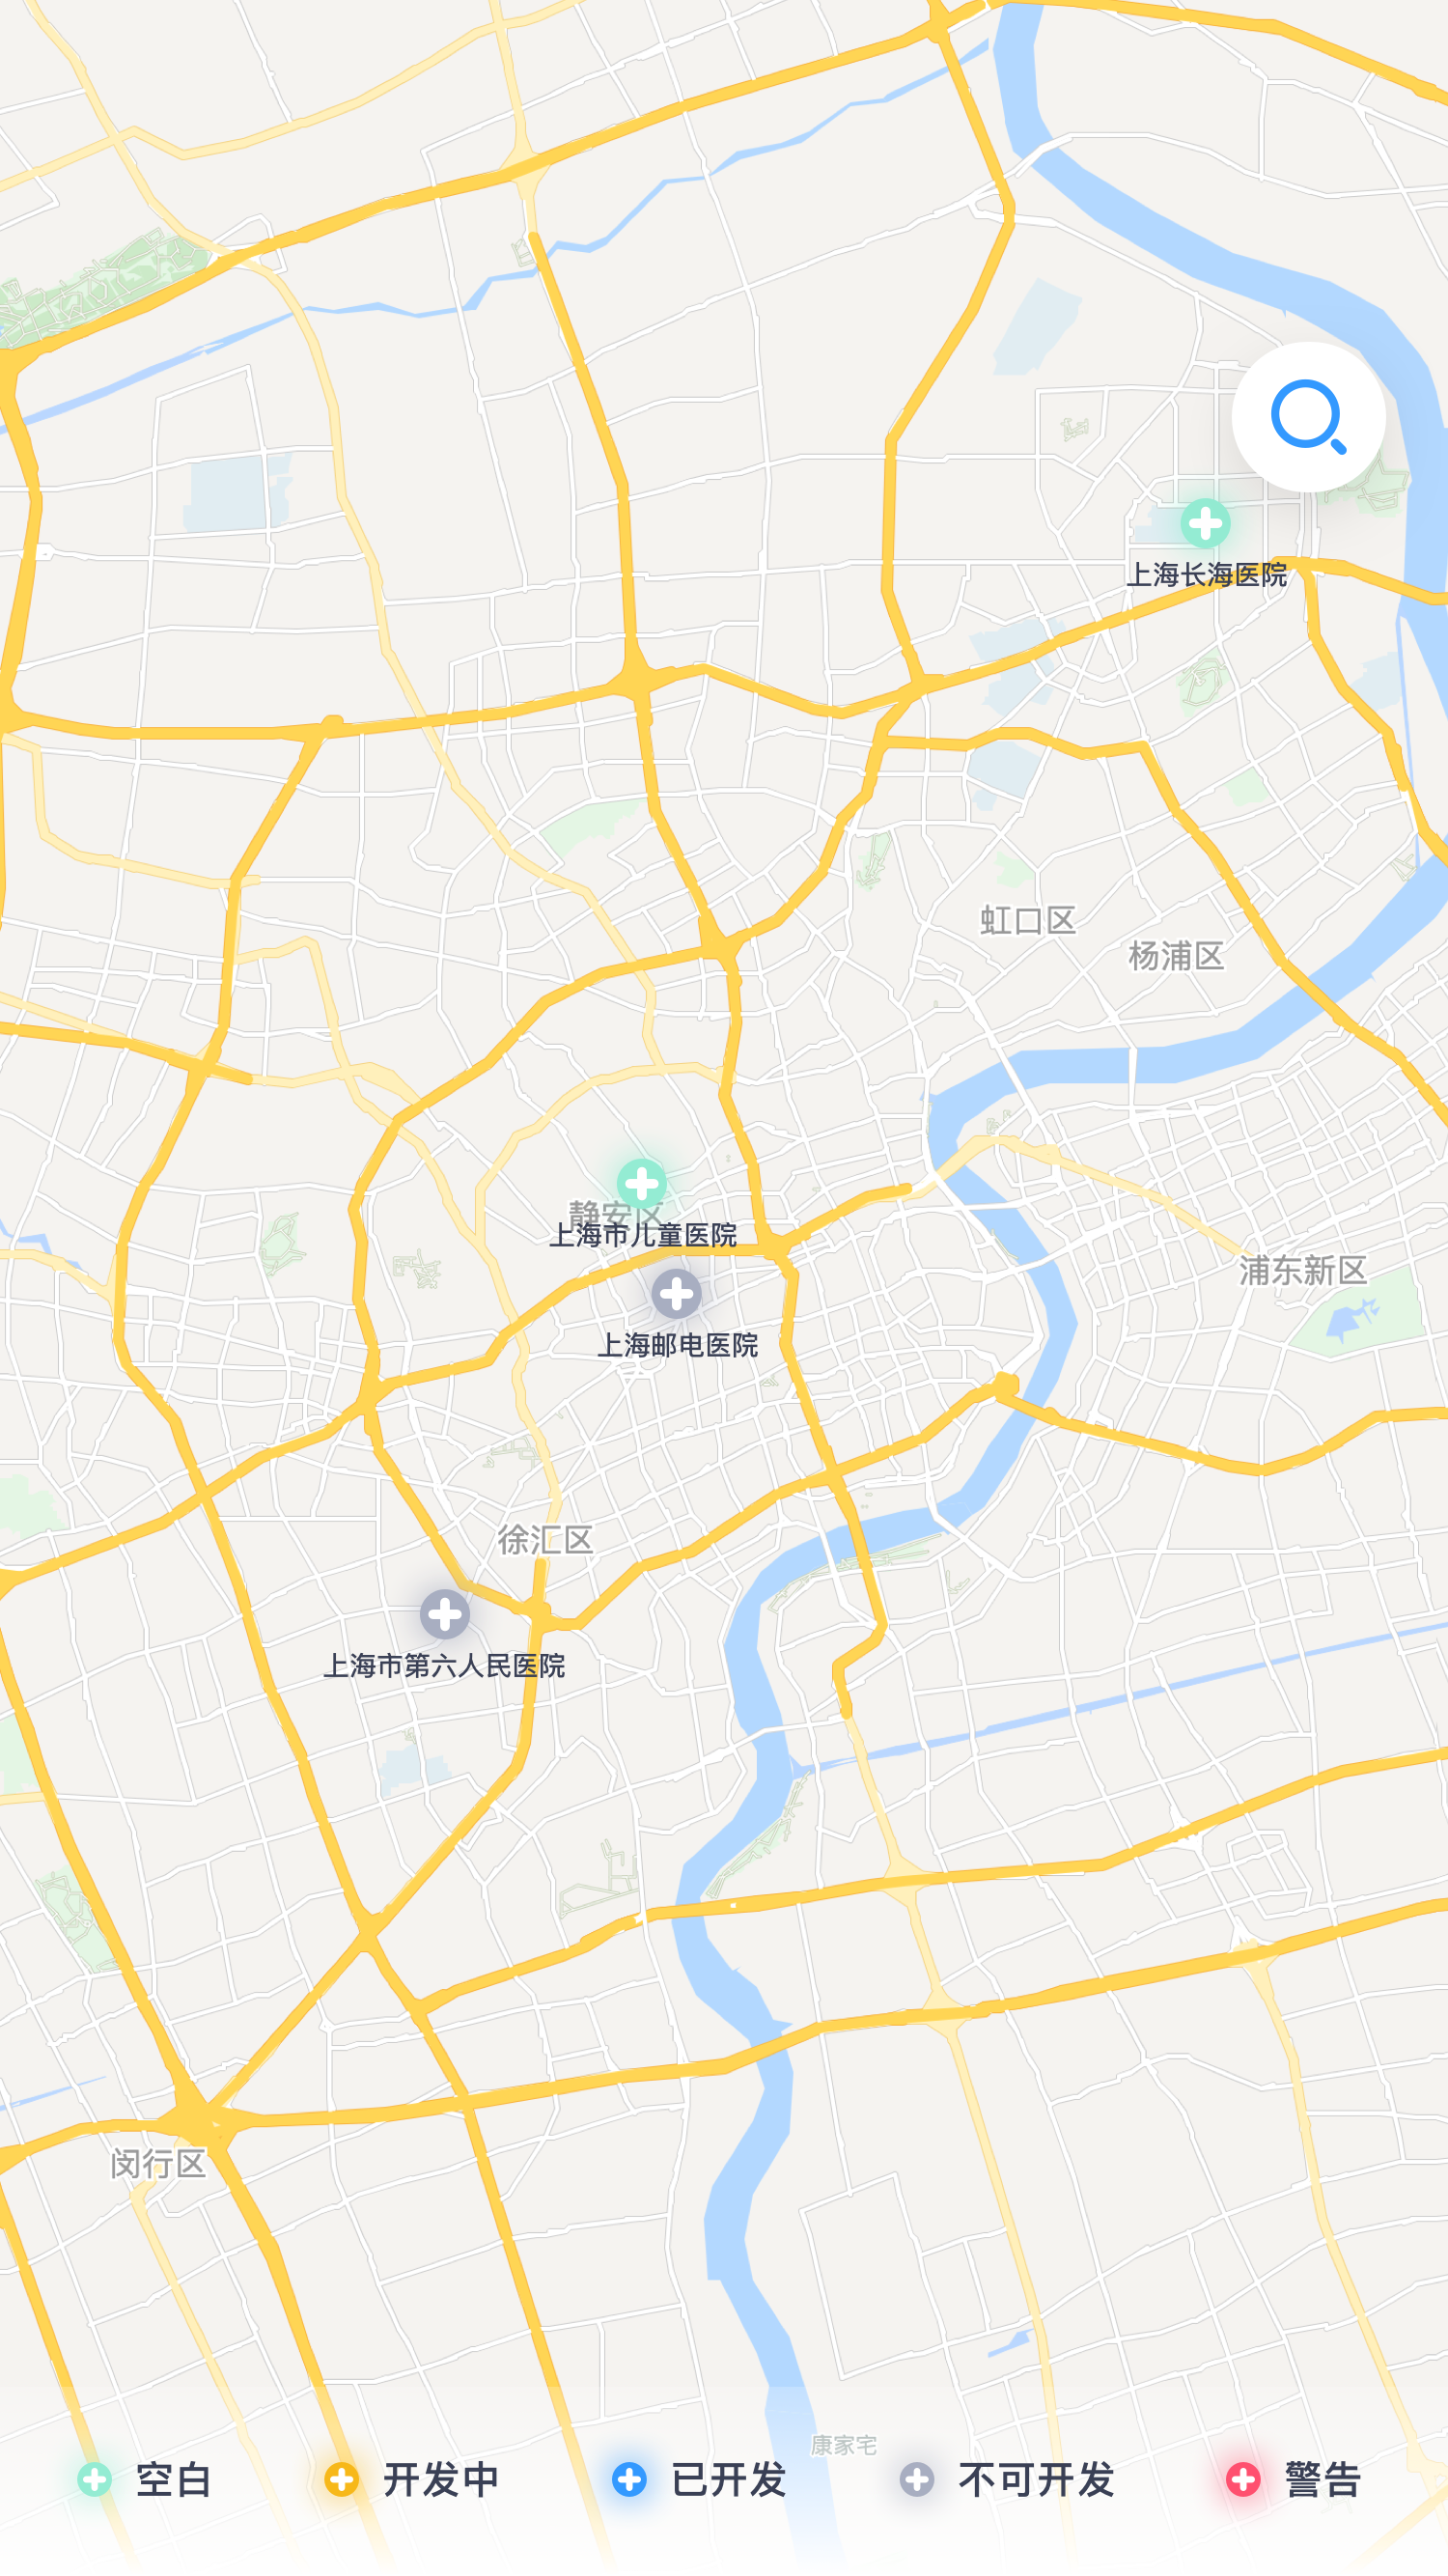 上海长海医院
虹口区
杨浦区
静安区
上海市儿童医院
浦东新区
上海邮电医院
徐汇区
上海市第六人民医院
闵行区
康家宅
空白
开发中
已开发
不可开发
警告